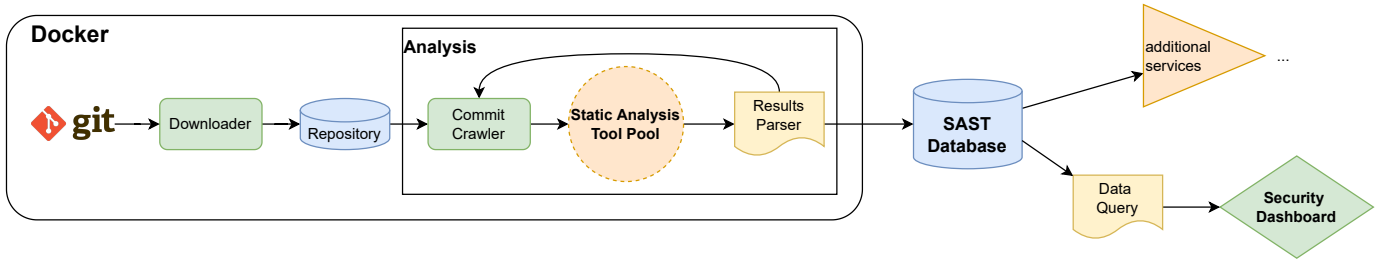 Docker
Analysis
git
Downloader
Repository
Commit
Crawler
Static Analysis
Tool Pool
Results
Parser
SAST
Database
additional
services
...
Data
Query
Security
Dashboard